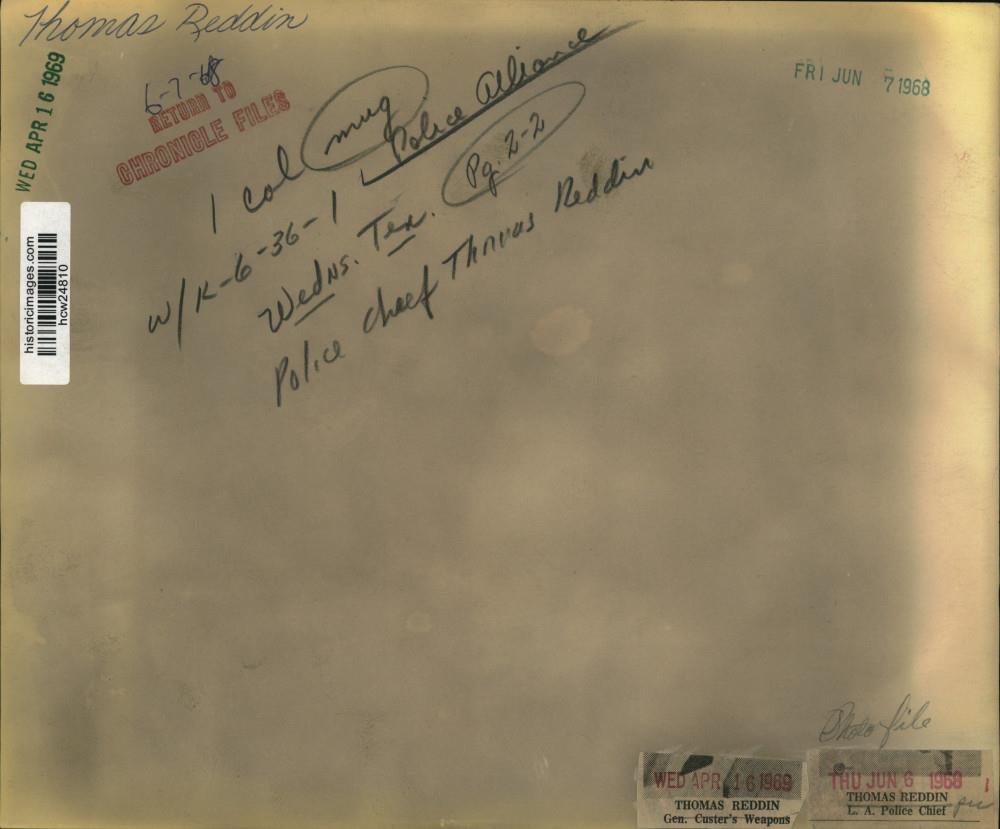 Thomas Reddin
WED APR 16 1969
6-7-68
RETURN TO
CHRONICLE FILES
FRI JUN 7 1968
1 col mug
Police Alliance
W/K-6-36-1
Pg. 2-2
Wedns. Tex.
Police Cheef Thomas Reddin
historicimages.com
hcw24810
Photo file
WED APR 16 1969
THOMAS REDDIN
Gen. Custer's Weapons
THU JUN 6 1968
THOMAS REDDIN
L. A. Police Chief